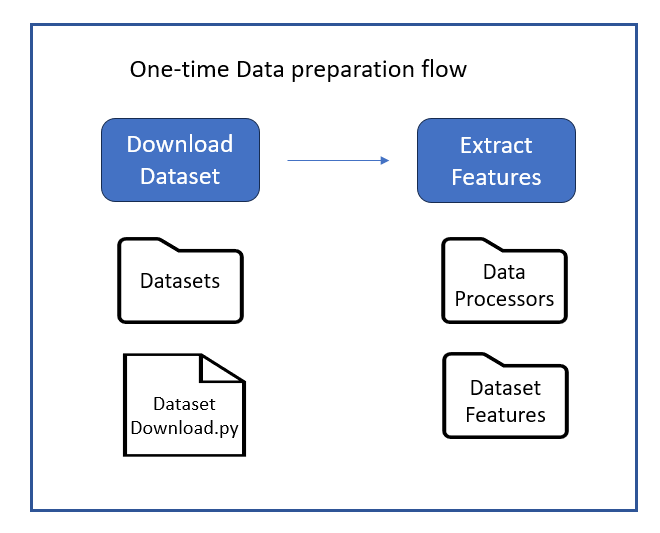 One-time Data preparation flow
Download
Dataset
Extract
Features
Datasets
Data
Processors
Dataset
Download.py
Dataset
Features